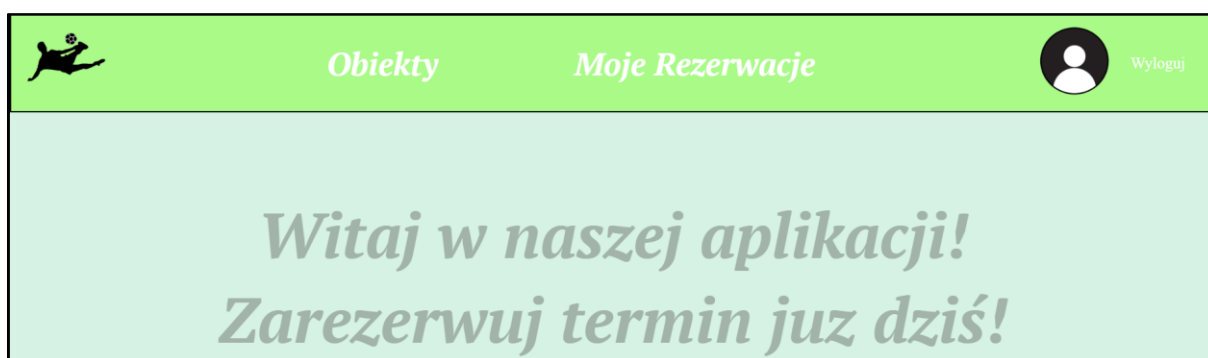 Obiekty
Moje Rezerwacje
Wyloguj
Witaj w naszej aplikacji!
Zarezerwuj termin juz dziś!